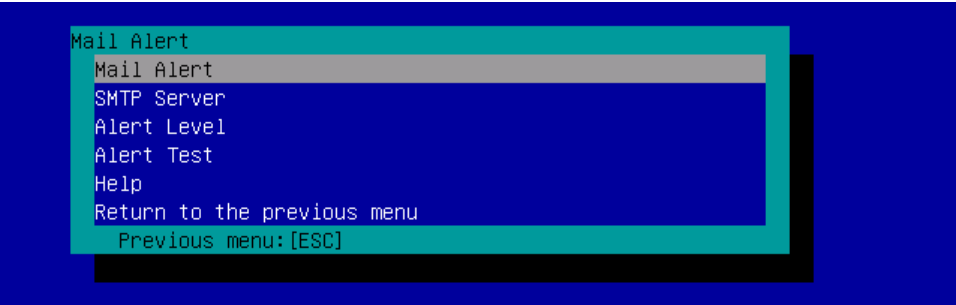 Mail Alert
Mail Alert
SMTP Server
Alert Level
Alert Test
Help
Return to the previous menu
Previous menu:[ESC]